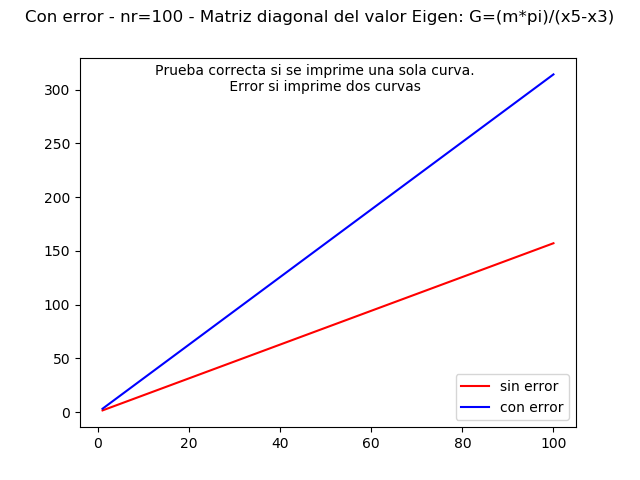 Con error - nr=100 - Matriz diagonal del valor Eigen: G=(m*pi)/(x5-x3)
Prueba correcta si se imprime una sola curva.
Error si imprime dos curvas
300
250
200
150
100
50
0
sin error
con error
0 20 40 60 80 100